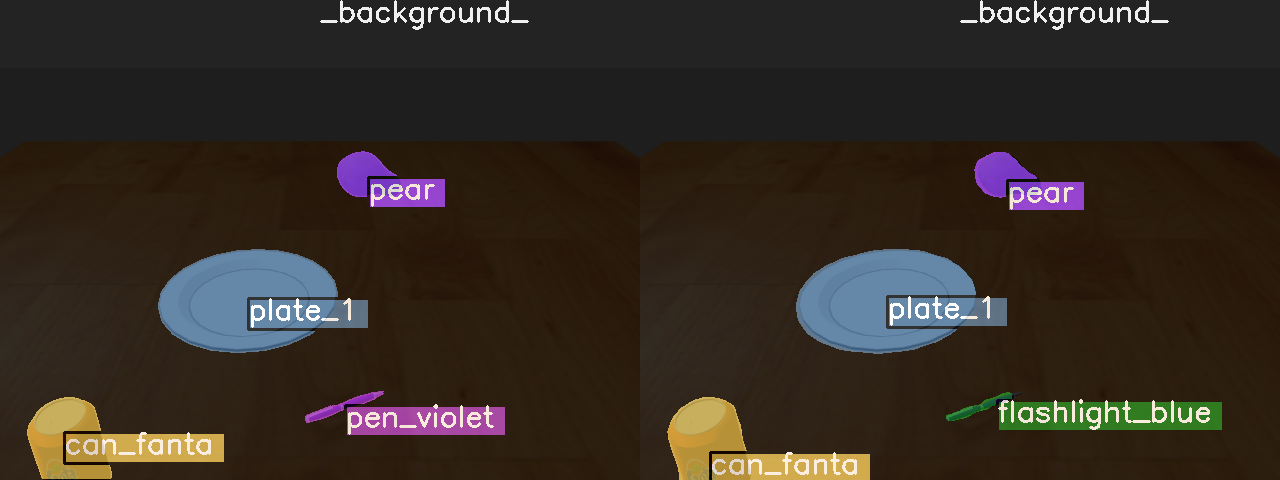 _background_
_background_
pear
pear
plate_1
plate_1
pen_violet
flashlight_blue
can_fanta
can_fanta